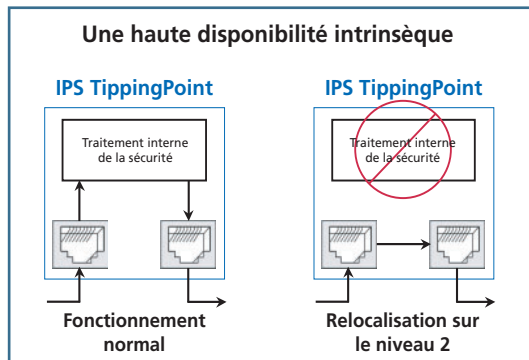 Une haute disponibilité intrinsèque
IPS TippingPoint
Traitement interne
de la sécurité
Fonctionnement
normal
IPS TippingPoint
Traitement interne
de la sécurité
Relocalisation sur
le niveau 2